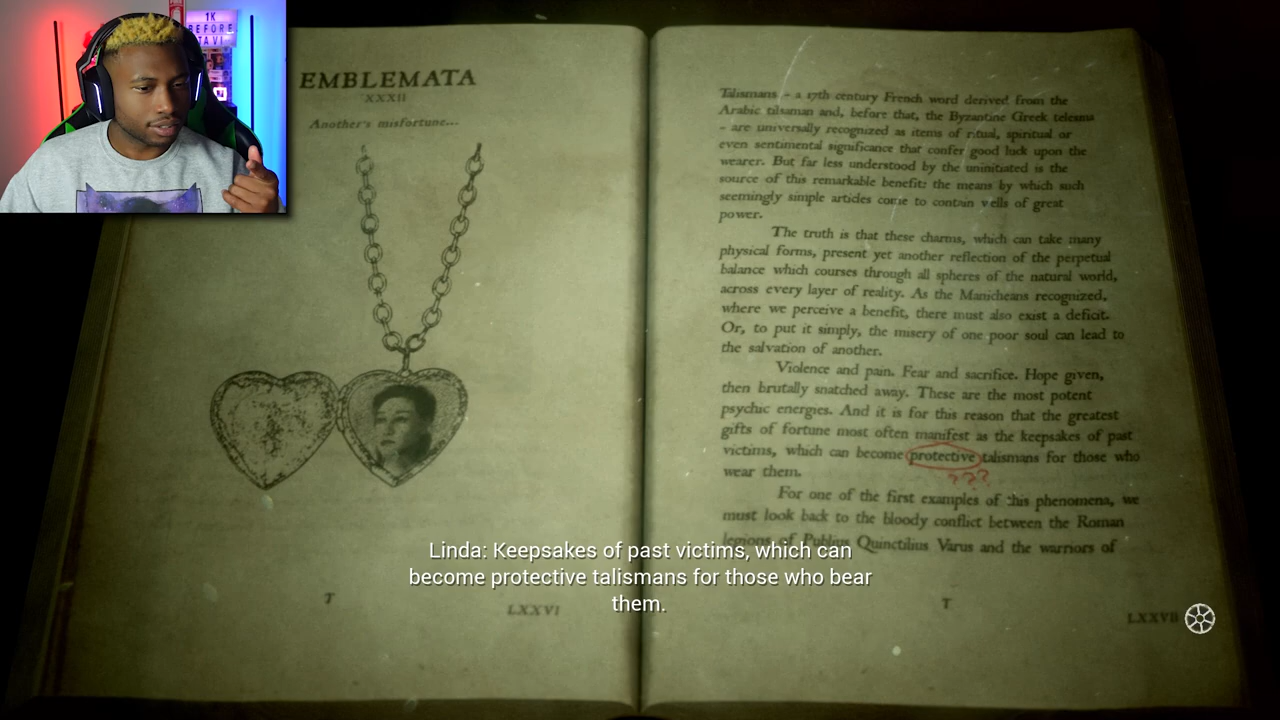 1K
BEFORE
EMBLEMATA
XXXII
Another's misfortune...
T
LXXVI
Talismans - a 17th century French word derived from the
Arabic tilsaman and, before that, the Byzantine Greek telesma
- are universally recognized as items of ritual, spiritual or
even sentimental significance that confer good luck upon the
wearer. But far less understood by the uninitiated is the
source of this remarkable benefit: the means by which such
seemingly simple articles come to contain wells of great
power.
The truth is that these charms, which can take many
physical forms, present yet another reflection of the perpetual
balance which courses through all spheres of the natural world,
across every layer of reality. As the Manicheans recognized,
where we perceive a benefit, there must also exist a deficit.
Or, to put it simply, the misery of one poor soul can lead to
the salvation of another.
Violence and pain. Fear and sacrifice. Hope given,
then brutally snatched away. These are the most potent
psychic energies. And it is for this reason that the greatest
gifts of fortune most often manifest as the keepsakes of past
victims, which can become protective talismans for those who
wear them.
???
For one of the first examples of this phenomena, we
must look back to the bloody conflict between the Roman
legions of Publius Quinctilius Varus and the warriors of
T
LXXVII
Linda: Keepsakes of past victims, which can
become protective talismans for those who bear
them.